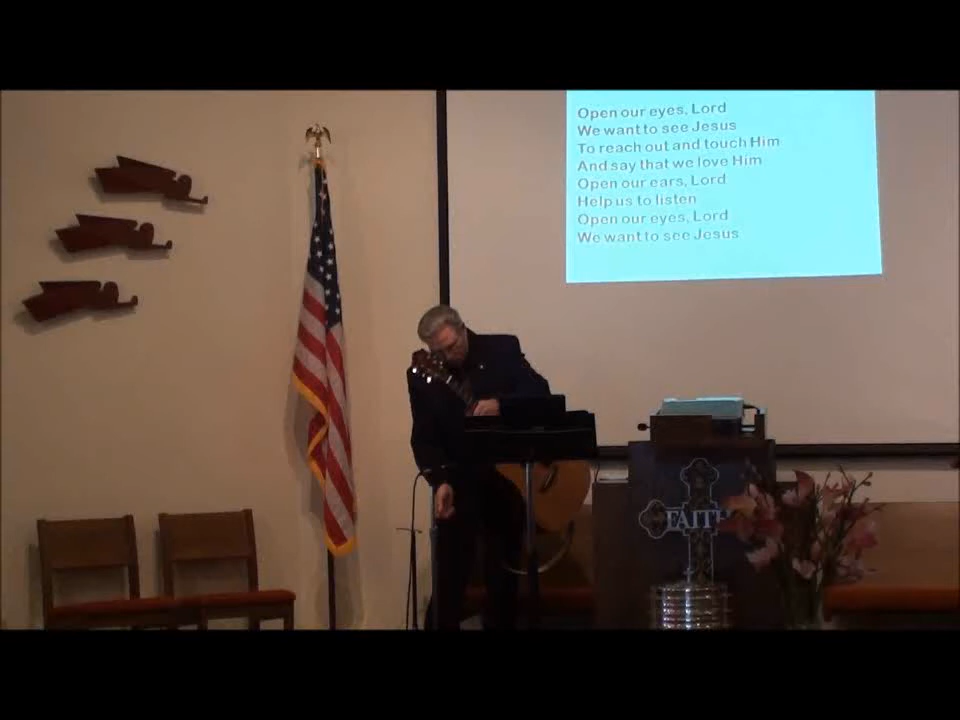 Open our eyes, Lord
We want to see Jesus
To reach out and touch Him
And say that we love Him
Open our ears, Lord
Help us to listen
Open our eyes, Lord
We want to see Jesus
FAITH